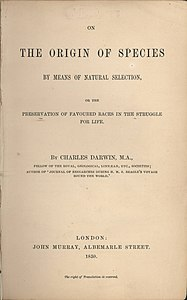 ON
THE ORIGIN OF SPECIES
BY MEANS OF NATURAL SELECTION,
OR THE
PRESERVATION OF FAVOURED RACES IN THE STRUGGLE
FOR LIFE.
BY CHARLES DARWIN, M.A.,
FELLOW OF THE ROYAL, GEOLOGICAL, LINNÆAN, ETC., SOCIETIES;
AUTHOR OF "JOURNAL OF RESEARCHES DURING H. M. S. BEAGLE'S VOYAGE
ROUND THE WORLD."
LONDON:
JOHN MURRAY, ALBEMARLE STREET.
1859.
The right of Translation is reserved.